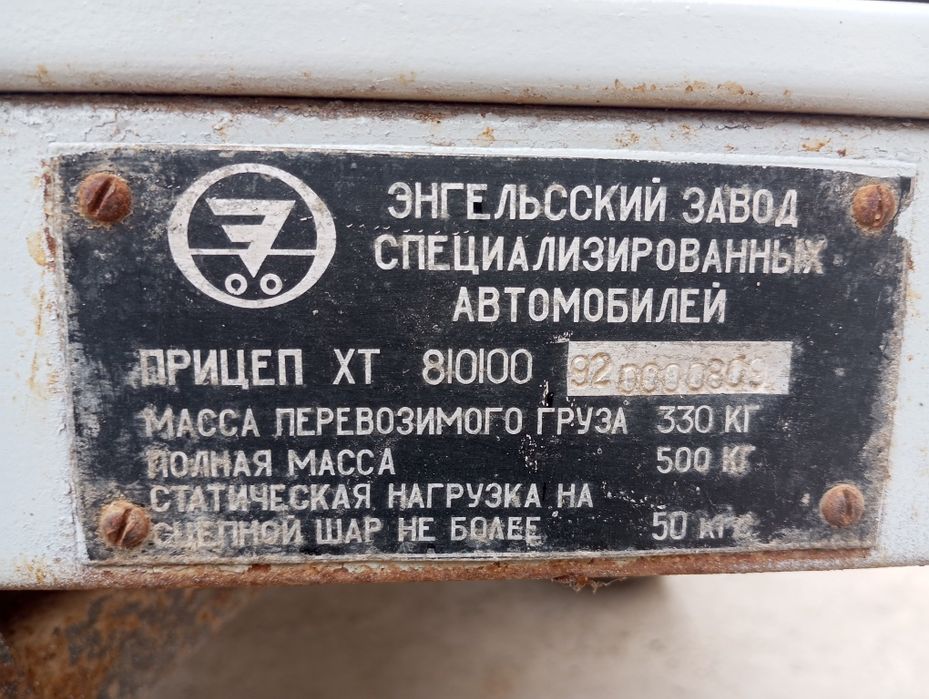 Э
ЭНГЕЛЬССКИЙ ЗАВОД
СПЕЦИАЛИЗИРОВАННЫХ
АВТОМОБИЛЕЙ
ПРИЦЕП ХТ 810100 92 0000809
МАССА ПЕРЕВОЗИМОГО ГРУЗА 330 КГ
ПОЛНАЯ МАССА 500 КГ
СТАТИЧЕСКАЯ НАГРУЗКА НА
СЦЕПНОЙ ШАР НЕ БОЛЕЕ 50 КГС